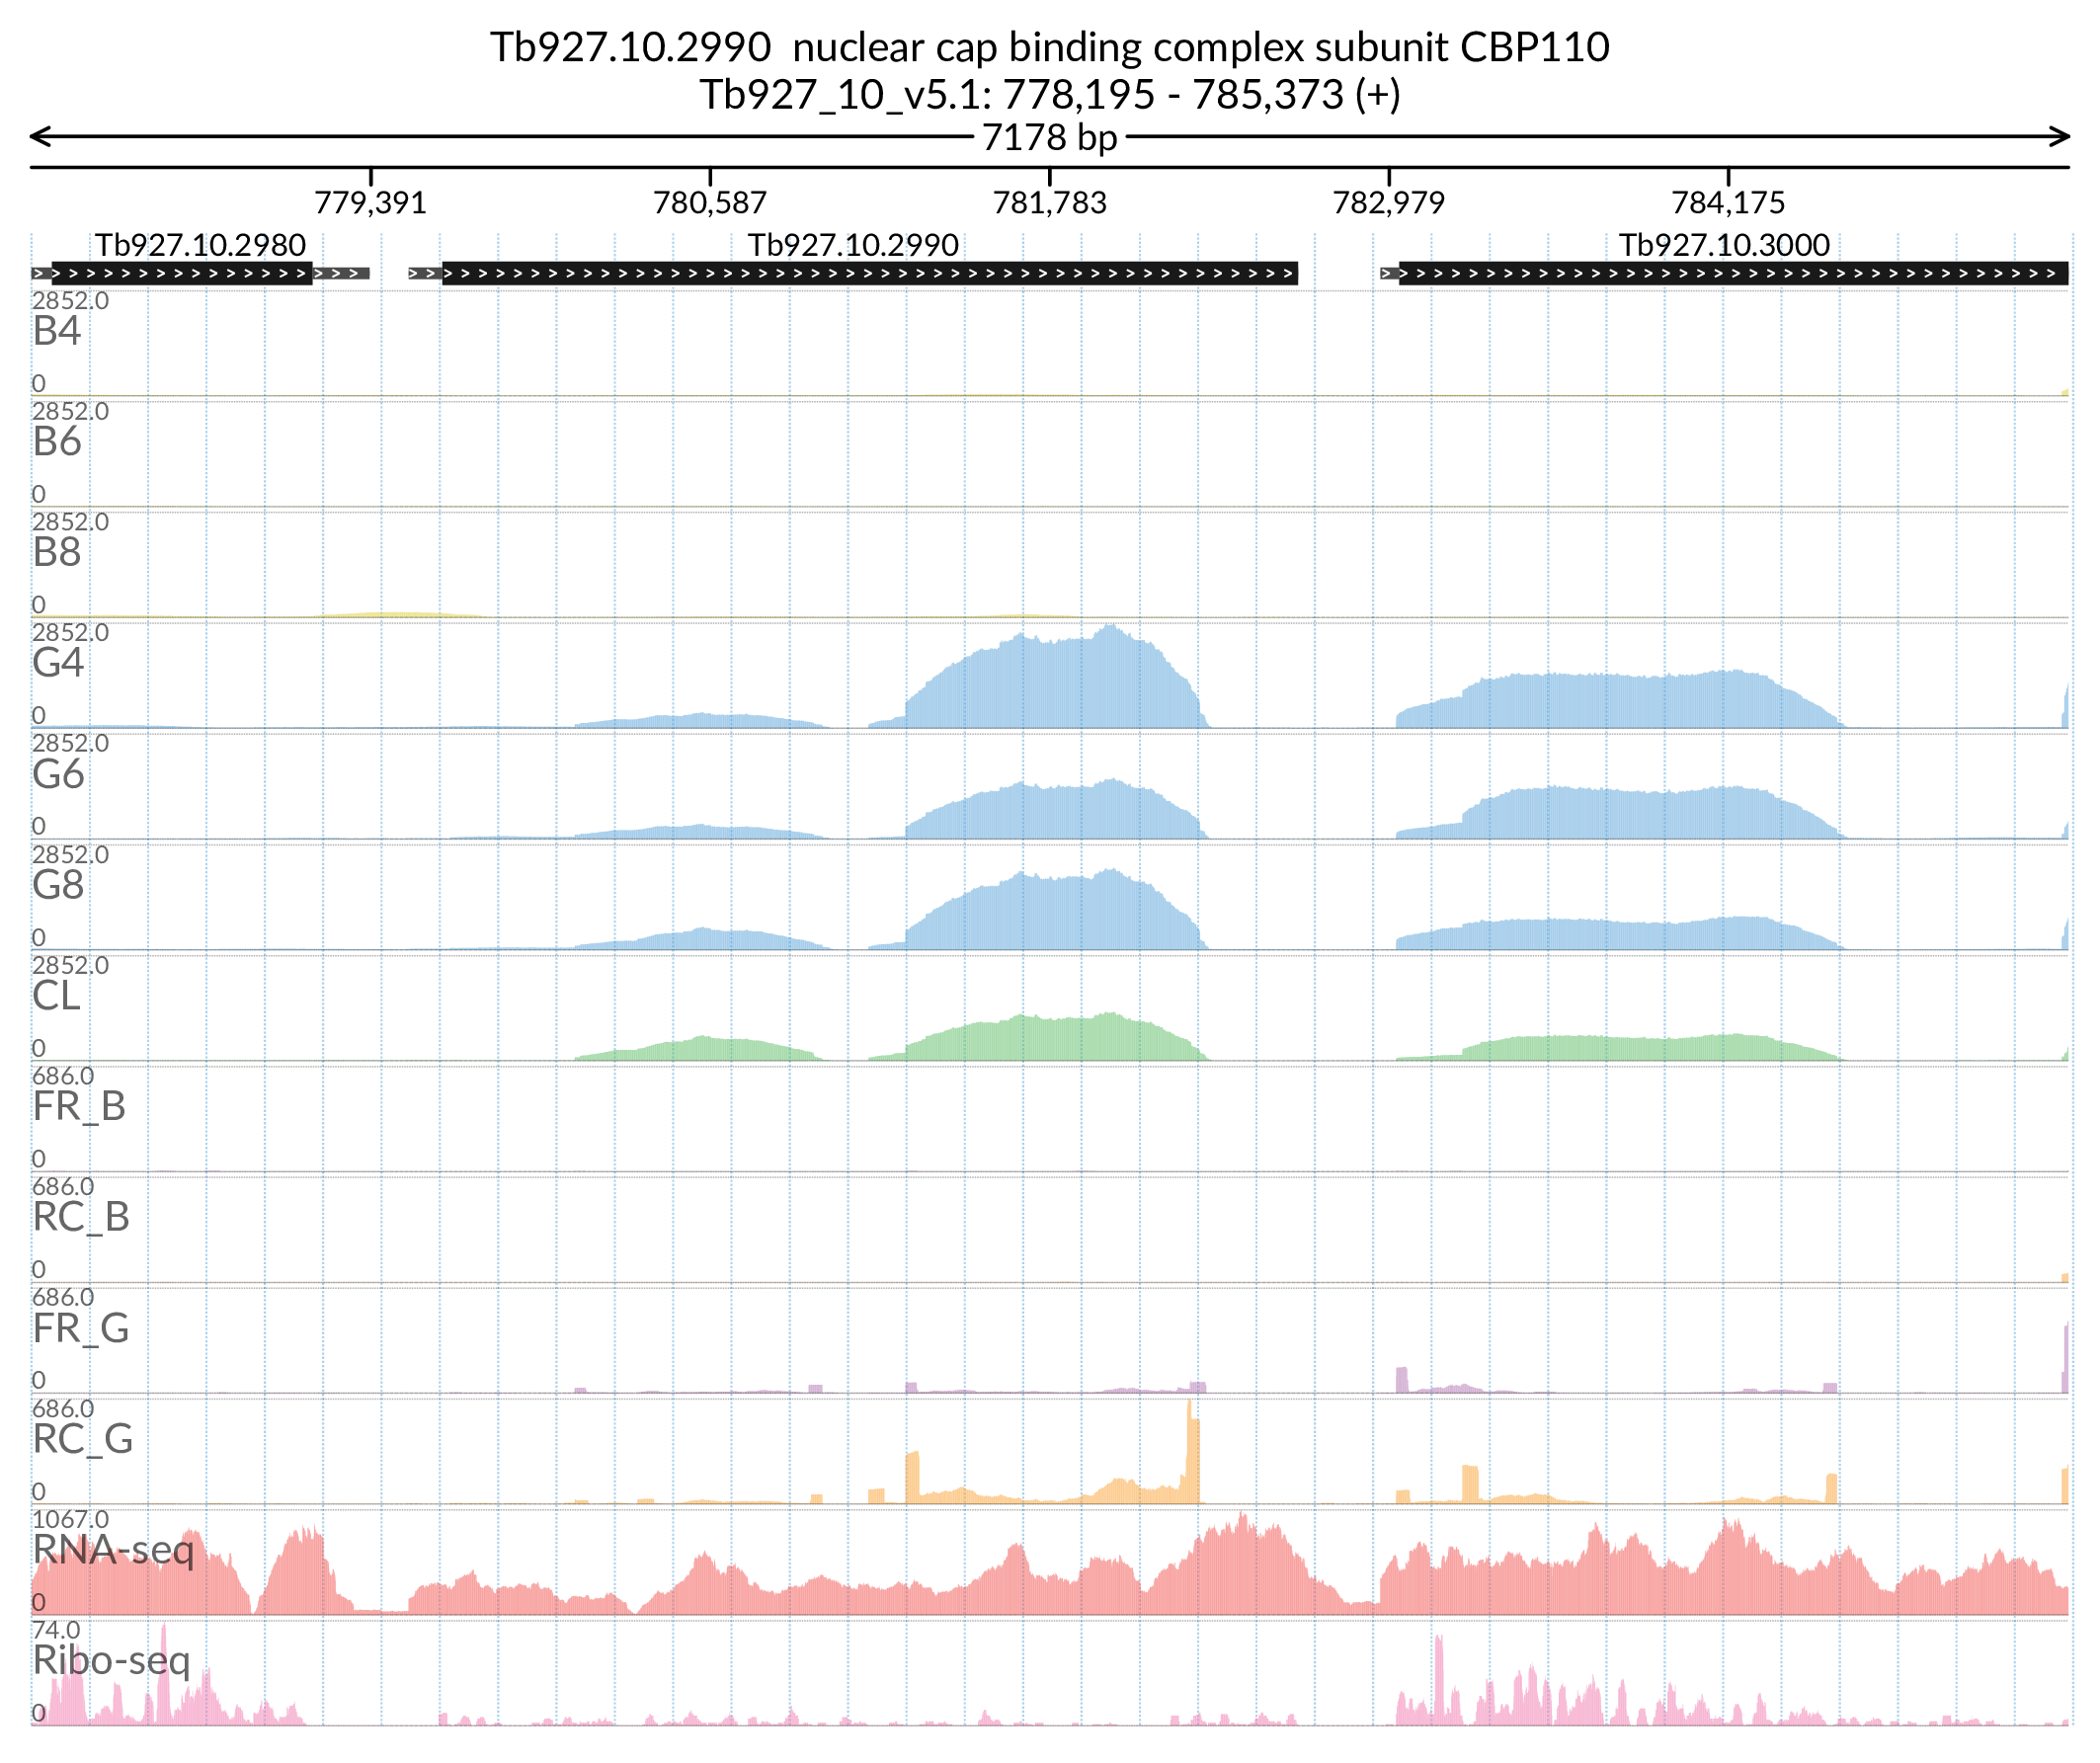 Tb927.10.2990  nuclear cap binding complex subunit CBP110
Tb927_10_v5.1: 778,195 - 785,373 (+)
7178 bp
779,391 780,587 781,783 782,979 784,175
Tb927.10.2980 Tb927.10.2990 Tb927.10.3000
2852.0
B4
0
2852.0
B6
0
2852.0
B8
0
2852.0
G4
0
2852.0
G6
0
2852.0
G8
0
2852.0
CL
0
686.0
FR_B
0
686.0
RC_B
0
686.0
FR_G
0
686.0
RC_G
0
1067.0
RNA-seq
0
74.0
Ribo-seq
0